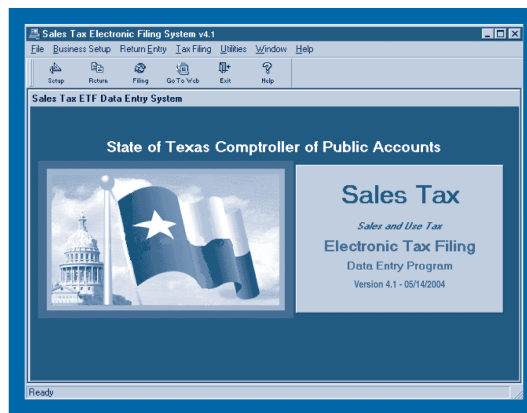 Sales Tax Electronic Filing System v4.1
File Business Setup Return Entry Tax Filing Utilities Window Help
Setup Return Filing Go To Web Exit Help
Sales Tax ETF Data Entry System
State of Texas Comptroller of Public Accounts
Sales Tax
Sales and Use Tax
Electronic Tax Filing
Data Entry Program
Version 4.1 - 05/14/2004
Ready